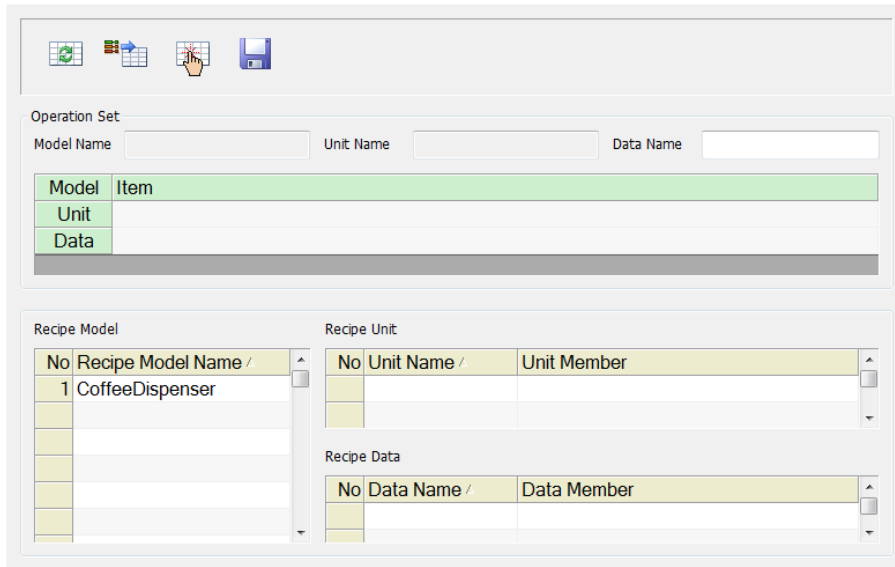 Operation Set
Model Name Unit Name Data Name
Model Item
Unit
Data
Recipe Model
No Recipe Model Name
1 CoffeeDispenser
Recipe Unit
No Unit Name Unit Member
Recipe Data
No Data Name Data Member